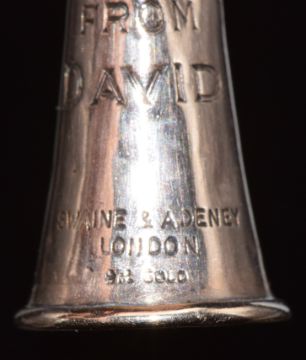 FROM
DAVID
SWAINE & ADENEY
LONDON
9CT GOLD